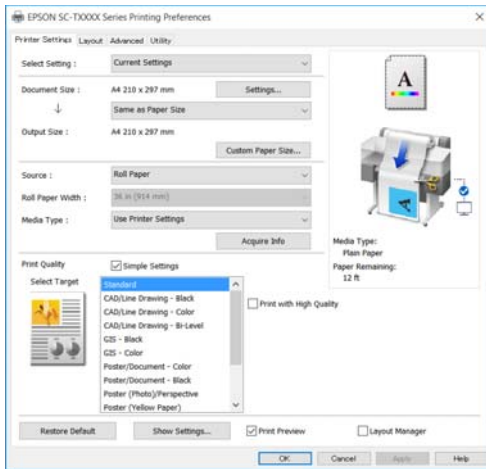 EPSON SC-TXXXX Series Printing Preferences
Printer Settings Layout Advanced Utility
Select Setting : Current Settings
Document Size : A4 210 x 297 mm Settings...
Same as Paper Size
Output Size : A4 210 x 297 mm
Custom Paper Size...
Source : Roll Paper
Roll Paper Width : 36 in (914 mm)
Media Type : Use Printer Settings
Acquire Info
A
Media Type:
Plain Paper
Paper Remaining:
12 ft
Print Quality Simple Settings
Select Target
Standard
CAD/Line Drawing - Black
CAD/Line Drawing - Color
CAD/Line Drawing - Bi-Level
GIS - Black
GIS - Color
Poster/Document - Color
Poster/Document - Black
Poster (Photo)/Perspective
Poster (Yellow Paper)
Print with High Quality
Restore Default Show Settings... Print Preview Layout Manager
OK Cancel Apply Help